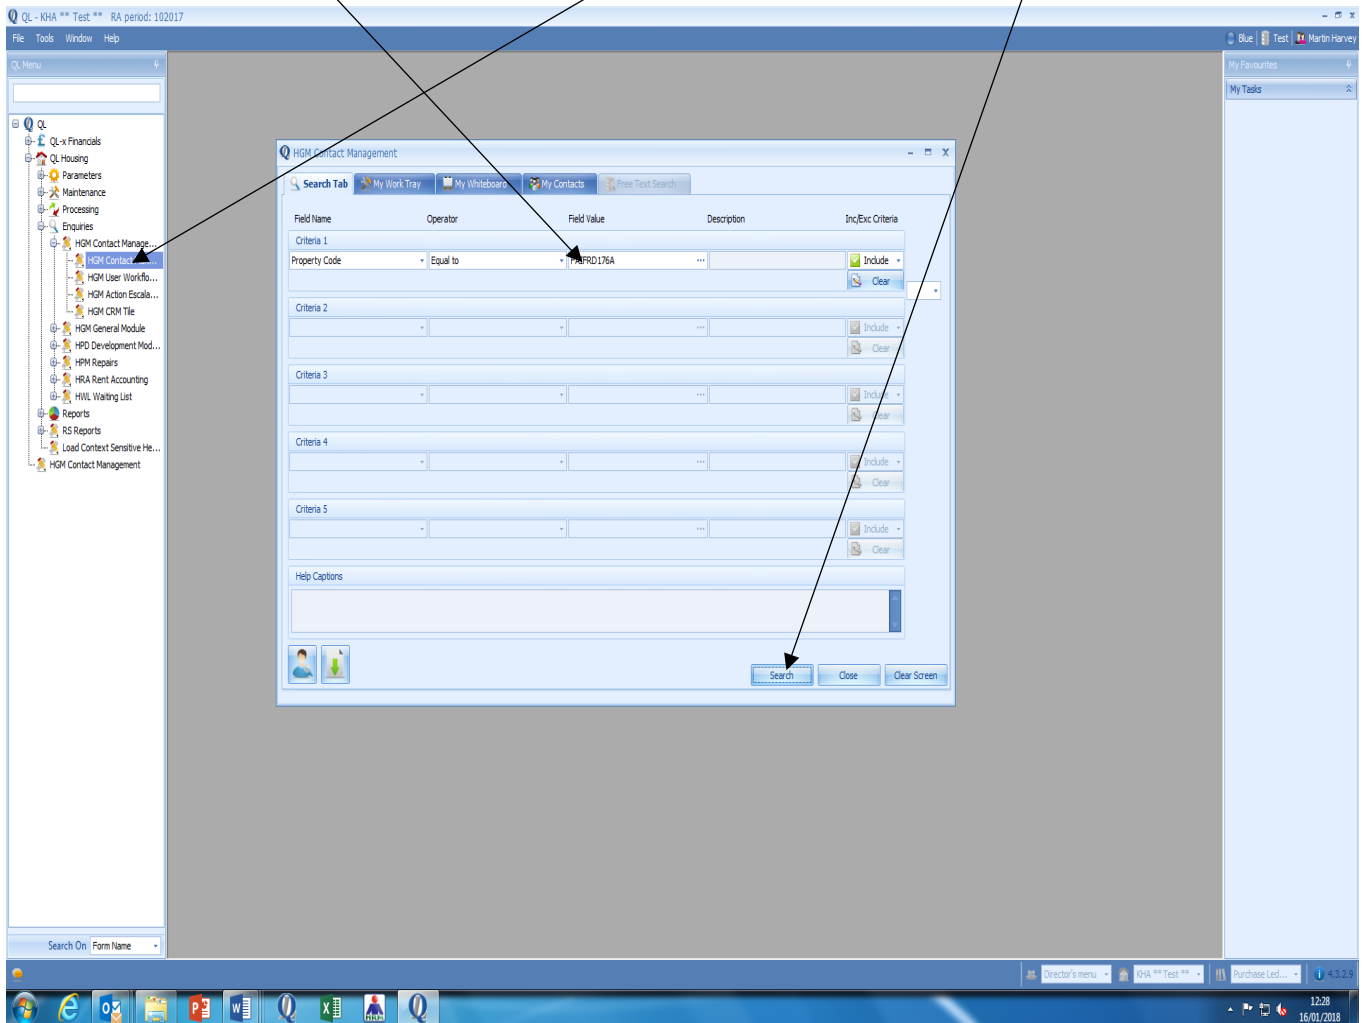 QL - KHA ** Test ** RA period: 102017
File Tools Window Help
Blue Test Martin Harvey
QL Menu
My Favourites
My Tasks
QL
QL-x Financials
QL Housing
Parameters
Maintenance
Processing
Enquiries
HGM Contact Manage...
HGM Contact
HGM User Workflo...
HGM Action Escala...
HGM CRM Tile
HGM General Module
HPD Development Mod...
HPM Repairs
HRA Rent Accounting
HWL Waiting List
Reports
RS Reports
Load Context Sensitive He...
HGM Contact Management
HGM Contact Management
Search Tab My Work Tray My Whiteboard My Contacts Free Text Search
Field Name Operator Field Value Description Inc/Exc Criteria
Criteria 1
Property Code Equal to ... Include
Clear
Criteria 2
... Include
Clear
Criteria 3
... Include
Clear
Criteria 4
... Include
Clear
Criteria 5
... Include
Clear
Help Captions
Search Close Clear Screen
Search On Form Name
Director's menu KHA ** Test ** Purchase Led... 4.3.2.9
12:28
16/01/2018